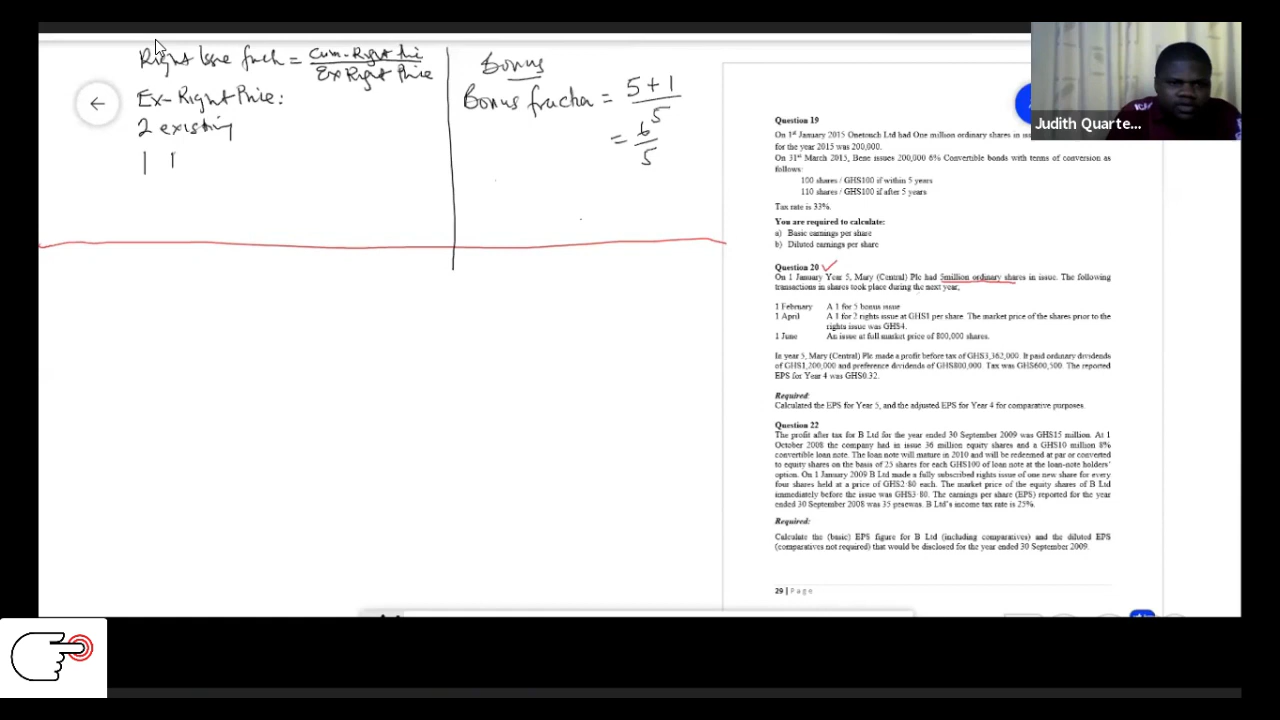 Right Issue fract = Cum-Right Price
Ex Right Price
Ex-Right Price:
2 existing
1
Bonus
Bonus fraction = 5+1
5
= 6
5
Judith Quarte...
Question 19
On 1st January 2015 Onetouch Ltd had One million ordinary shares in
for the year 2015 was 200,000.
On 31st March 2015, Bene issues 200,000 6% Convertible bonds with terms of conversion as
follows:
100 shares / GHS100 if within 5 years
110 shares / GHS100 if after 5 years
Tax rate is 33%.
You are required to calculate:
a) Basic earnings per share
b) Diluted earnings per share
Question 20
On 1 January Year 5, Mary (Central) Plc had 5million ordinary shares in issue. The following
transactions in shares took place during the next year;
1 February A 1 for 5 bonus issue
1 April A 1 for 2 rights issue at GHS1 per share. The market price of the shares prior to the
rights issue was GHS4.
1 June An issue at full market price of 800,000 shares.
In year 5, Mary (Central) Plc made a profit before tax of GHS3,362,000. It paid ordinary dividends
of GHS1,200,000 and preference dividends of GHS800,000. Tax was GHS600,500. The reported
EPS for Year 4 was GHS0.32.
Required:
Calculated the EPS for Year 5, and the adjusted EPS for Year 4 for comparative purposes.
Question 22
The profit after tax for B Ltd for the year ended 30 September 2009 was GHS15 million. At 1
October 2008 the company had in issue 36 million equity shares and a GHS10 million 8%
convertible loan note. The loan note will mature in 2010 and will be redeemed at par or converted
to equity shares on the basis of 25 shares for each GHS100 of loan note at the loan-note holders'
option. On 1 January 2009 B Ltd made a fully subscribed rights issue of one new share for every
four shares held at a price of GHS2·80 each. The market price of the equity shares of B Ltd
immediately before the issue was GHS3·80. The earnings per share (EPS) reported for the year
ended 30 September 2008 was 35 pesewas. B Ltd's income tax rate is 25%.
Required:
Calculate the (basic) EPS figure for B Ltd (including comparatives) and the diluted EPS
(comparatives not required) that would be disclosed for the year ended 30 September 2009.
29 | Page